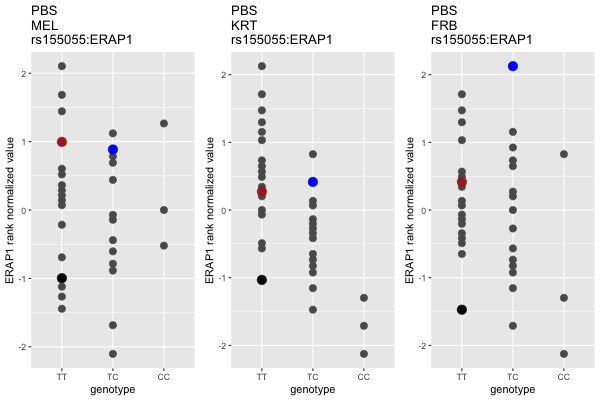 PBS
MEL
rs155055:ERAP1
ERAP1 rank normalized value
2
1
0
-1
-2
TT
TC
CC
genotype
PBS
KRT
rs155055:ERAP1
ERAP1 rank normalized value
2
1
0
-1
-2
TT
TC
CC
genotype
PBS
FRB
rs155055:ERAP1
ERAP1 rank normalized value
2
1
0
-1
-2
TT
TC
CC
genotype